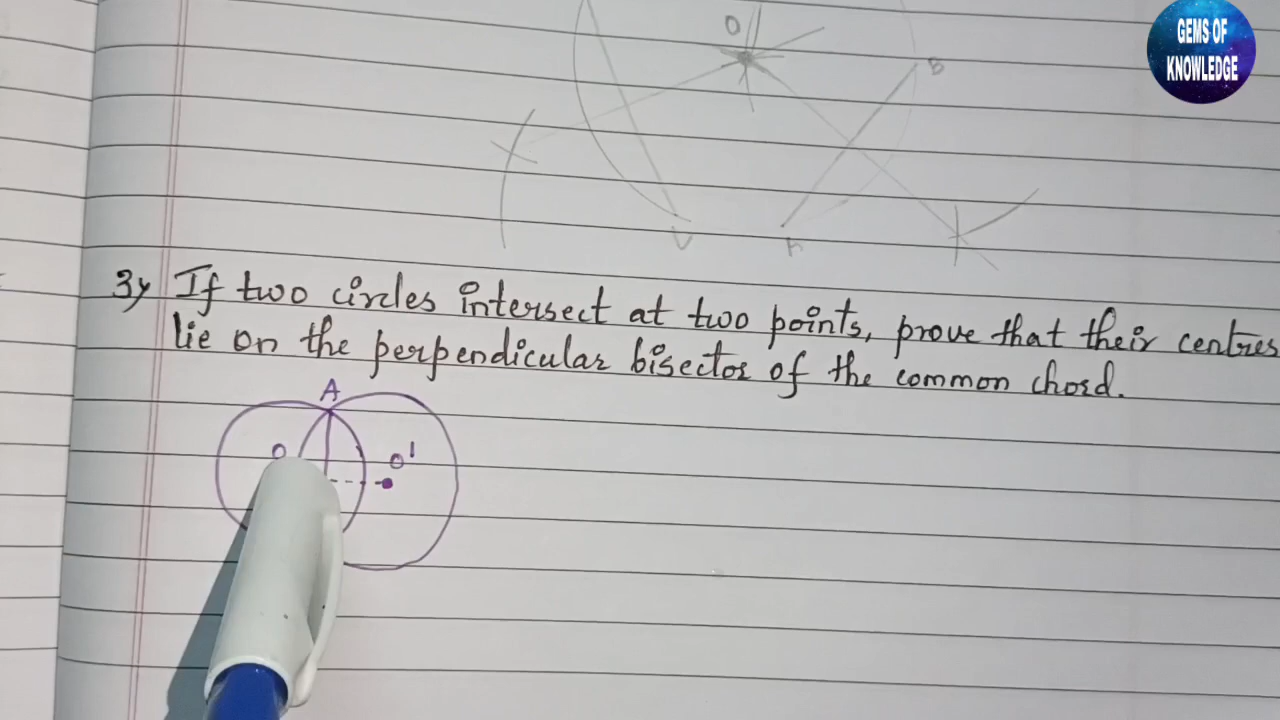 GEMS OF
KNOWLEDGE
O
B
3) If two circles intersect at two points, prove that their centres
lie on the perpendicular bisector of the common chord.
A
O
O'